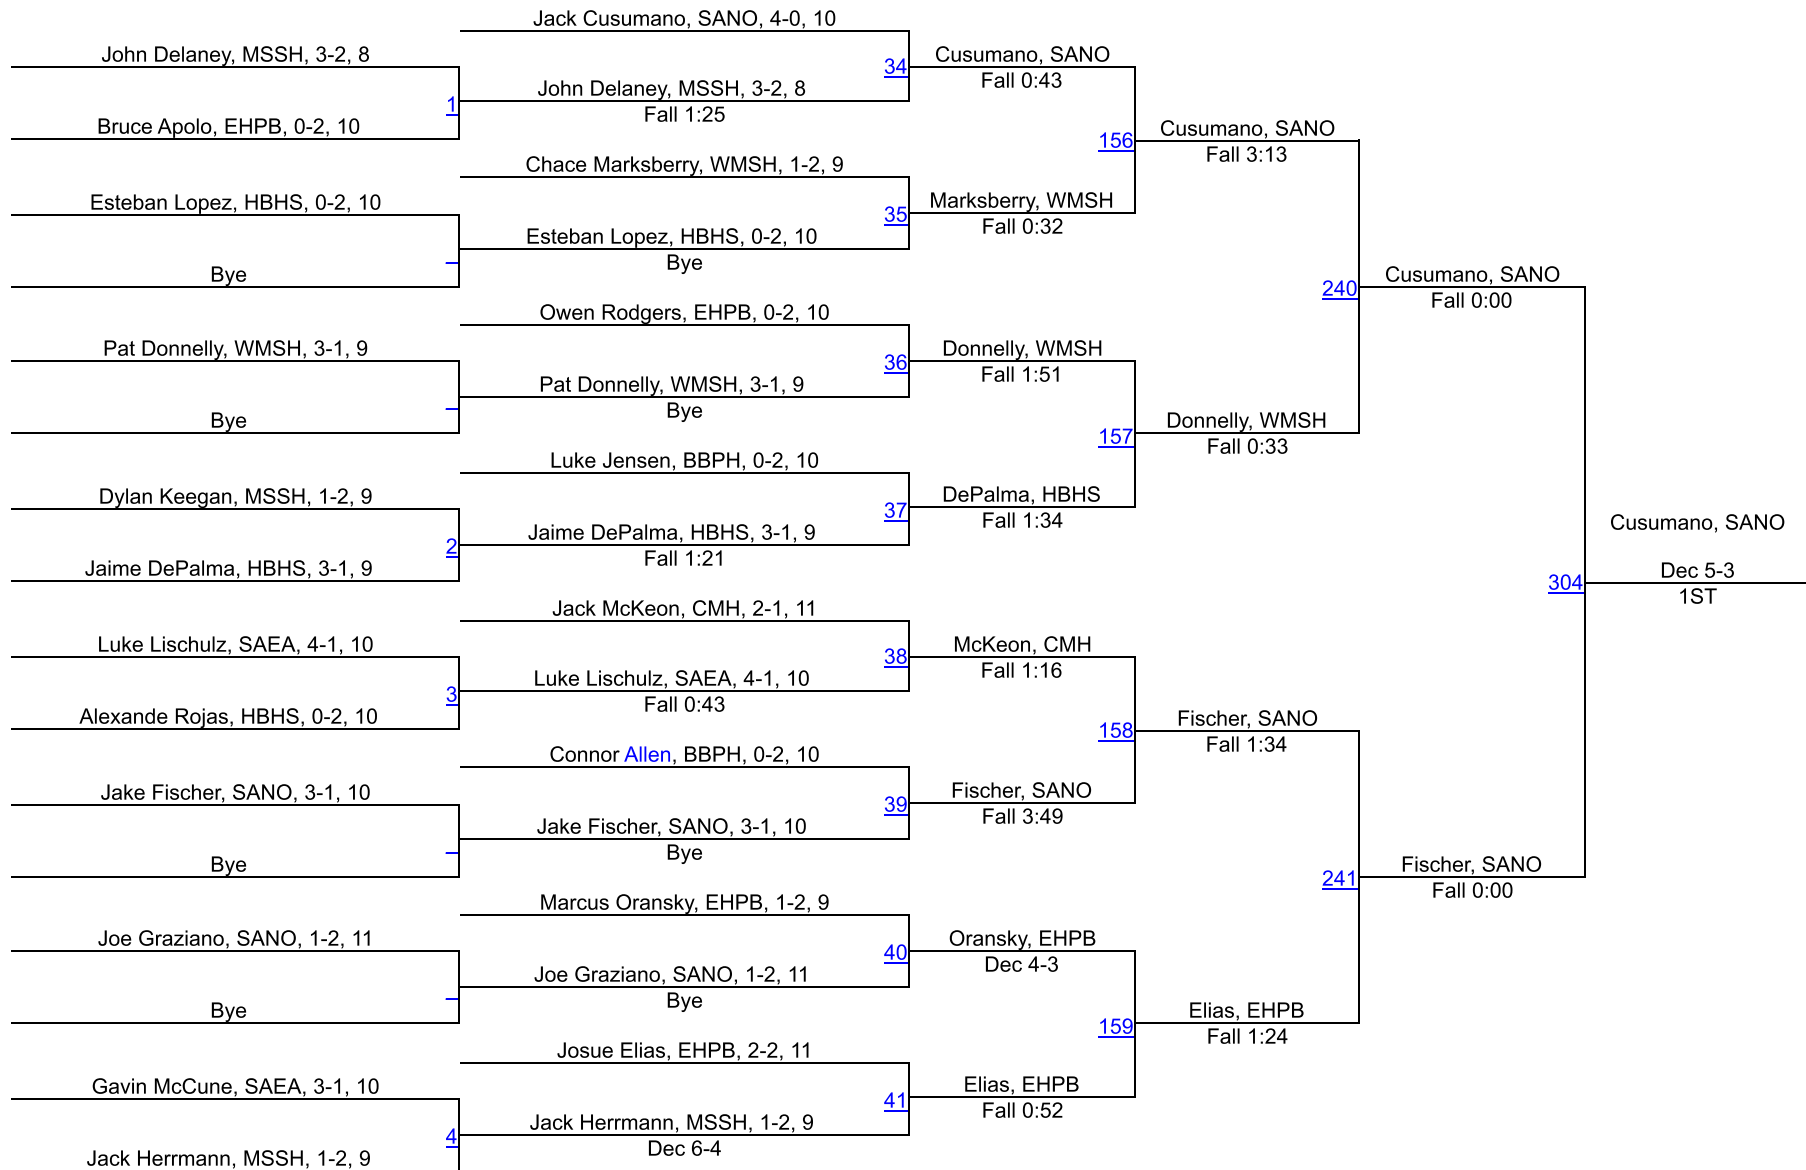 Jack Cusumano, SANO, 4-0, 10
John Delaney, MSSH, 3-2, 8
Cusumano, SANO
34
Fall 0:43
John Delaney, MSSH, 3-2, 8
1
Fall 1:25
Bruce Apolo, EHPB, 0-2, 10
Cusumano, SANO
156
Fall 3:13
Chace Marksberry, WMSH, 1-2, 9
Esteban Lopez, HBHS, 0-2, 10
Marksberry, WMSH
35
Fall 0:32
Esteban Lopez, HBHS, 0-2, 10
Bye
Bye
Cusumano, SANO
240
Fall 0:00
Owen Rodgers, EHPB, 0-2, 10
Pat Donnelly, WMSH, 3-1, 9
Donnelly, WMSH
36
Fall 1:51
Pat Donnelly, WMSH, 3-1, 9
Bye
Bye
Donnelly, WMSH
157
Fall 0:33
Luke Jensen, BBPH, 0-2, 10
Dylan Keegan, MSSH, 1-2, 9
DePalma, HBHS
37
Fall 1:34
Jaime DePalma, HBHS, 3-1, 9
2
Fall 1:21
Jaime DePalma, HBHS, 3-1, 9
Cusumano, SANO
304
Dec 5-3
1ST
Jack McKeon, CMH, 2-1, 11
Luke Lischulz, SAEA, 4-1, 10
McKeon, CMH
38
Fall 1:16
Luke Lischulz, SAEA, 4-1, 10
3
Fall 0:43
Alexande Rojas, HBHS, 0-2, 10
Fischer, SANO
158
Fall 1:34
Connor Allen, BBPH, 0-2, 10
Jake Fischer, SANO, 3-1, 10
Fischer, SANO
39
Fall 3:49
Jake Fischer, SANO, 3-1, 10
Bye
Bye
Fischer, SANO
241
Fall 0:00
Marcus Oransky, EHPB, 1-2, 9
Joe Graziano, SANO, 1-2, 11
Oransky, EHPB
40
Dec 4-3
Joe Graziano, SANO, 1-2, 11
Bye
Bye
Elias, EHPB
159
Fall 1:24
Josue Elias, EHPB, 2-2, 11
Gavin McCune, SAEA, 3-1, 10
Elias, EHPB
41
Fall 0:52
Jack Herrmann, MSSH, 1-2, 9
4
Dec 6-4
Jack Herrmann, MSSH, 1-2, 9